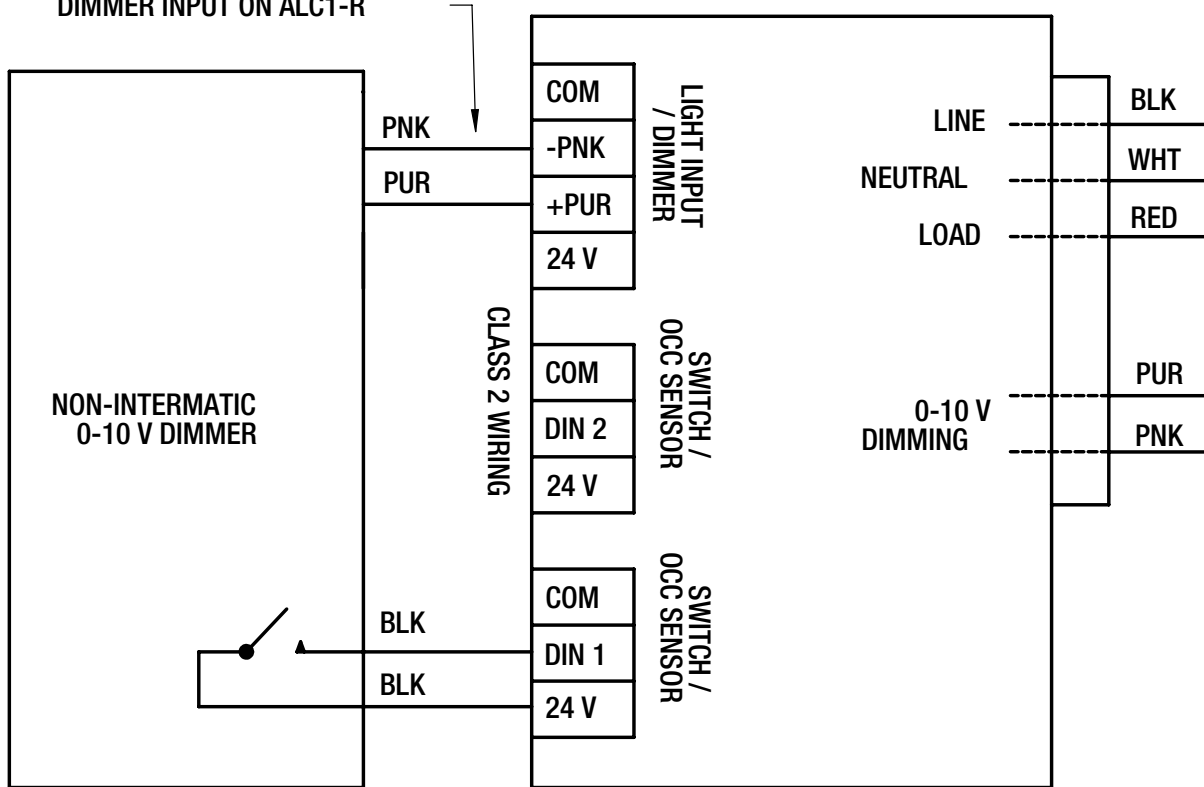 DIMMER INPUT ON ALC1-R
PNK
PUR
NON-INTERMATIC
0-10 V DIMMER
BLK
BLK
CLASS 2 WIRING
COM
-PNK
+PUR
24 V
LIGHT INPUT
/ DIMMER
COM
DIN 2
24 V
SWITCH /
OCC SENSOR
COM
DIN 1
24 V
SWITCH /
OCC SENSOR
LINE
NEUTRAL
LOAD
0-10 V
DIMMING
BLK
WHT
RED
PUR
PNK